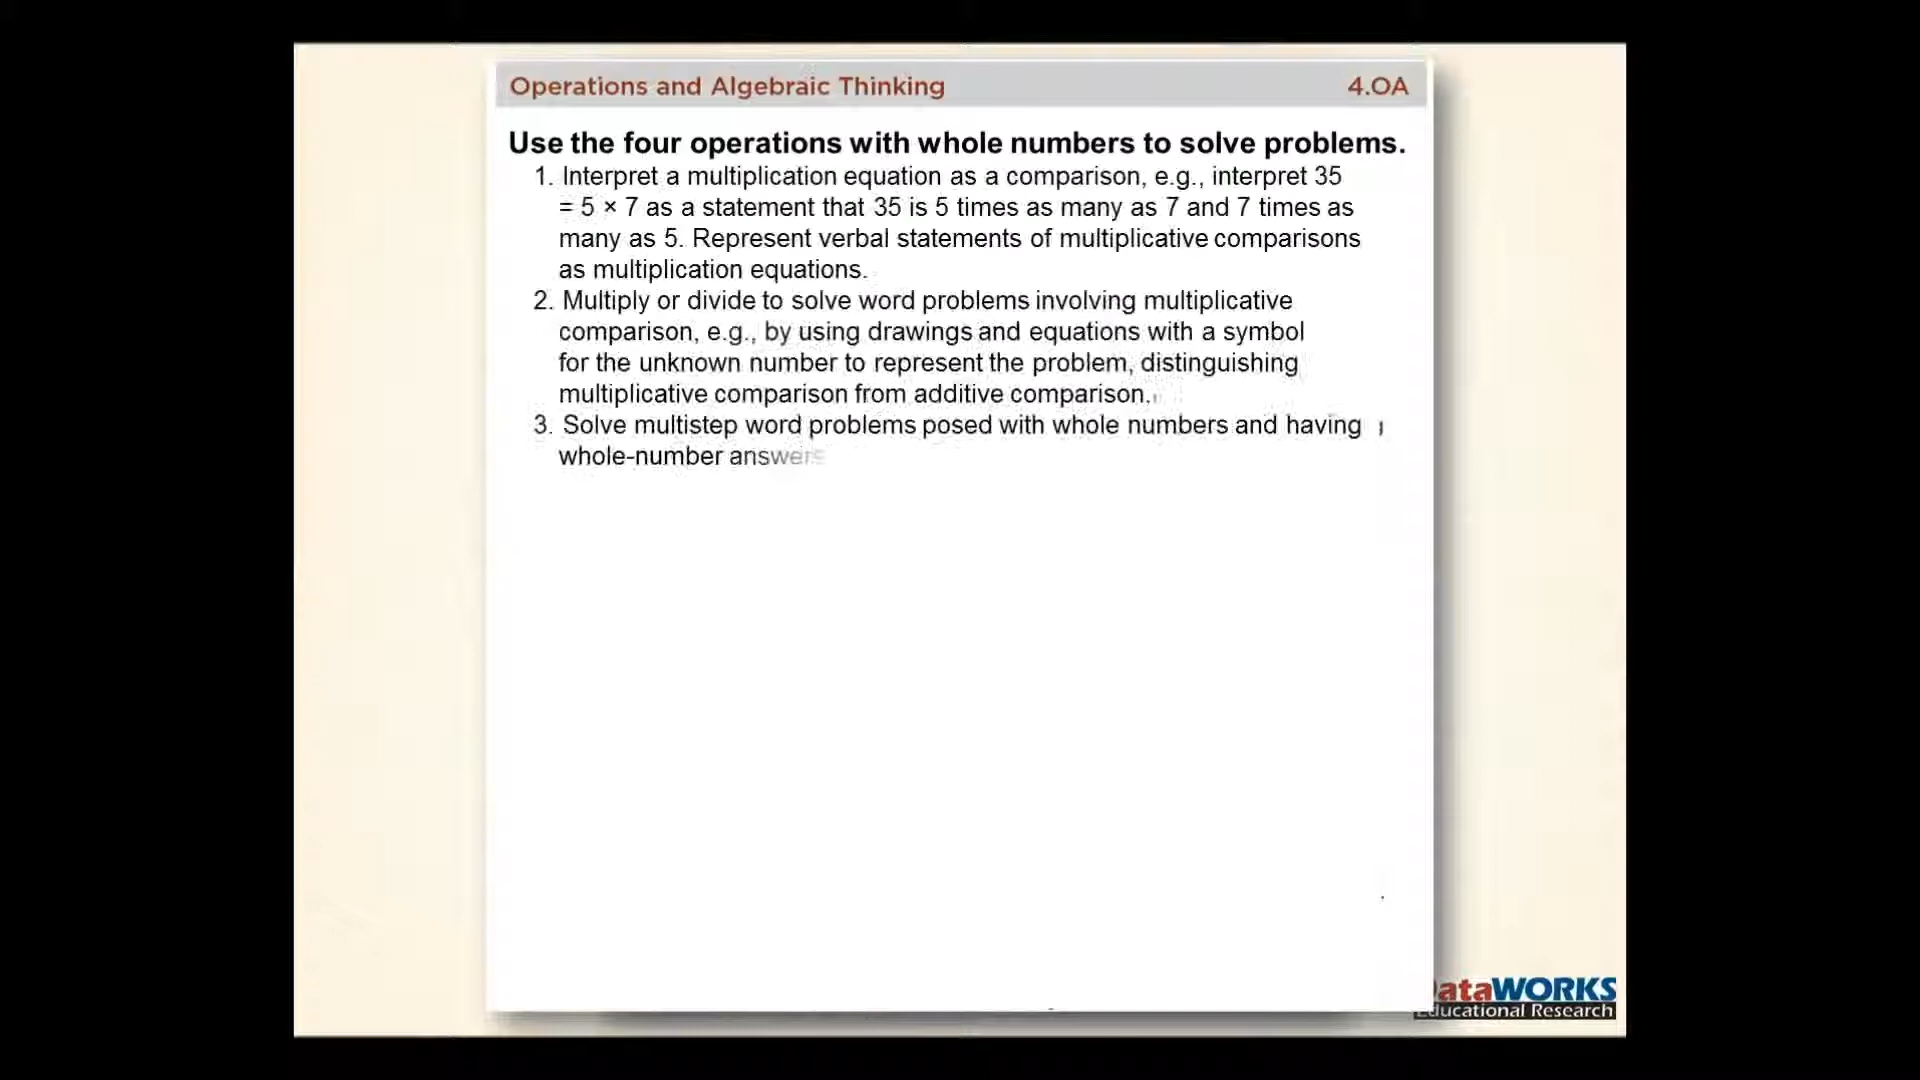 Operations and Algebraic Thinking 4.OA
Use the four operations with whole numbers to solve problems.
1. Interpret a multiplication equation as a comparison, e.g., interpret 35
= 5 × 7 as a statement that 35 is 5 times as many as 7 and 7 times as
many as 5. Represent verbal statements of multiplicative comparisons
as multiplication equations.
2. Multiply or divide to solve word problems involving multiplicative
comparison, e.g., by using drawings and equations with a symbol
for the unknown number to represent the problem, distinguishing
multiplicative comparison from additive comparison.
3. Solve multistep word problems posed with whole numbers and having
whole-number answers
ataWORKS
Educational Research